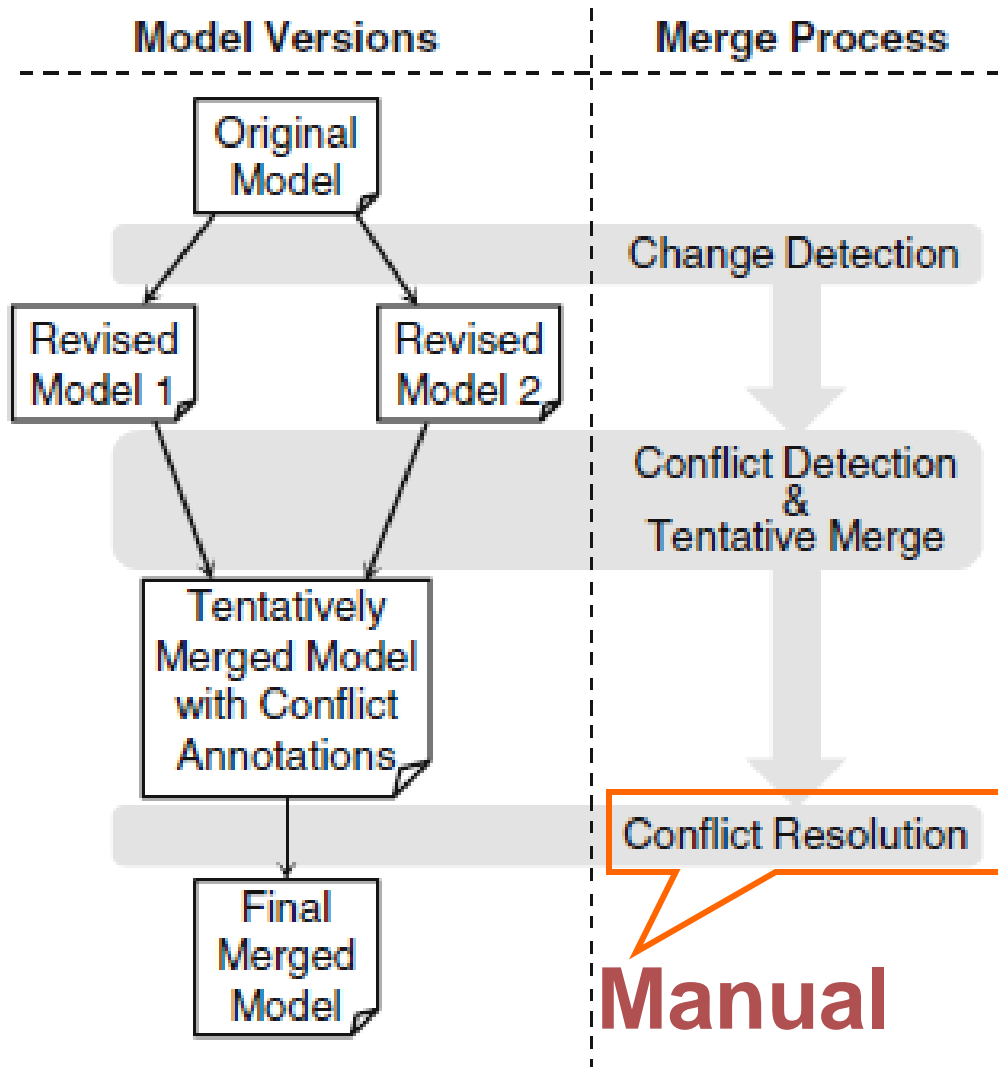 Model Versions
Merge Process
Original
Model
Change Detection
Revised
Model 1
Revised
Model 2
Conflict Detection
&
Tentative Merge
Tentatively
Merged Model
with Conflict
Annotations
Conflict Resolution
Final
Merged
Model
Manual